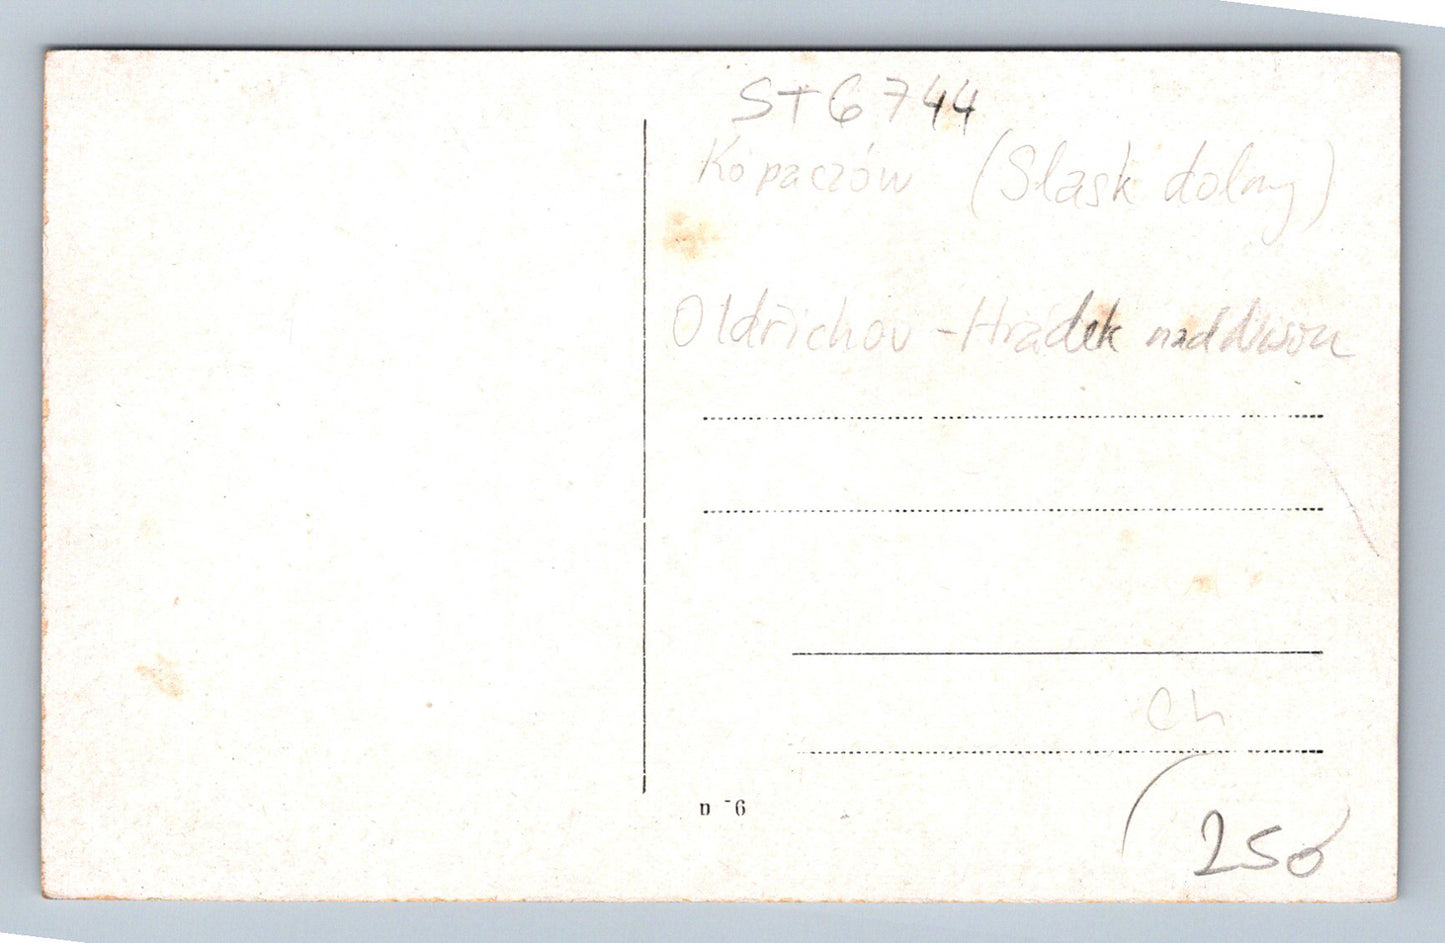 ST6744
Kopaczów (Slask dolny)
Oldřichov - Hrádek nad Nisou
Ch
250
n - 6